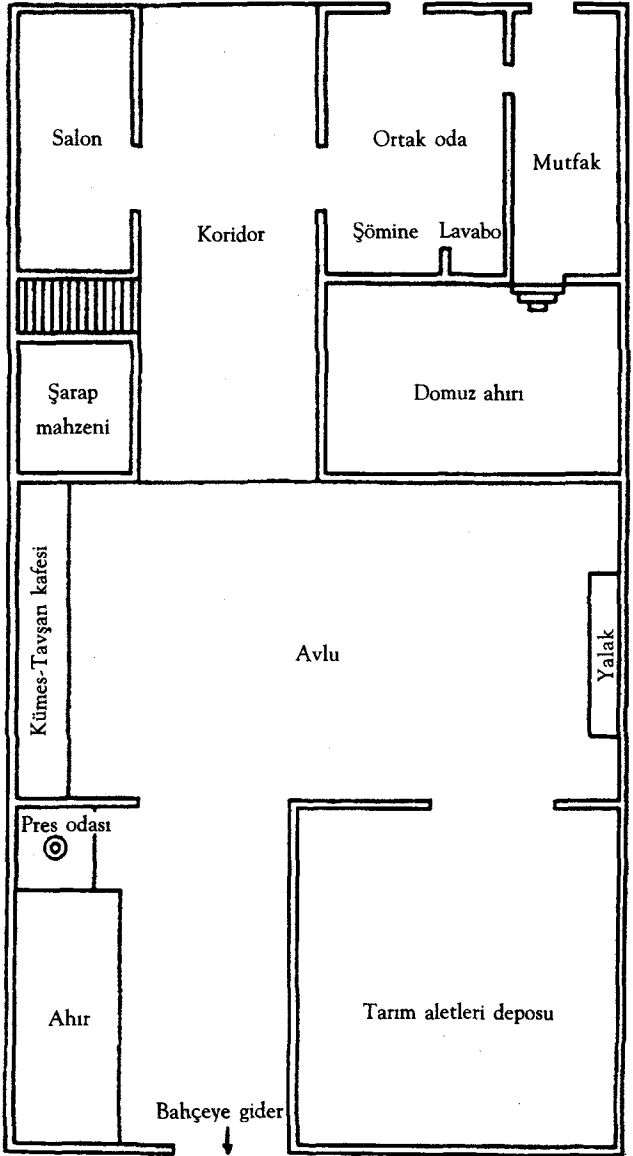 Salon
Ortak oda
Mutfak
Koridor
Şömine Lavabo
Şarap
mahzeni
Domuz ahırı
Kümes-Tavşan kafesi
Avlu
Yalak
Pres odası
Ahır
Tarım aletleri deposu
Bahçeye gider